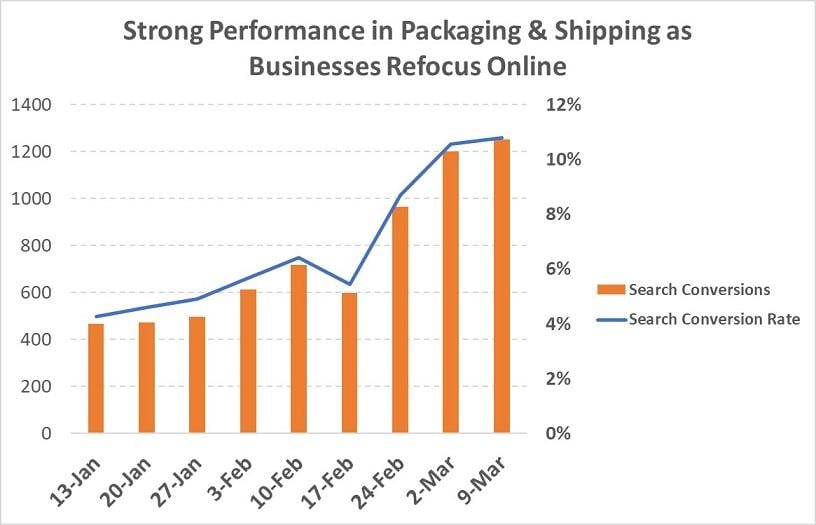 Strong Performance in Packaging & Shipping as
Businesses Refocus Online
1400
1200
1000
800
600
400
200
0
12%
10%
8%
6%
4%
2%
0%
Search Conversions
Search Conversion Rate
13-Jan
20-Jan
27-Jan
3-Feb
10-Feb
17-Feb
24-Feb
2-Mar
9-Mar